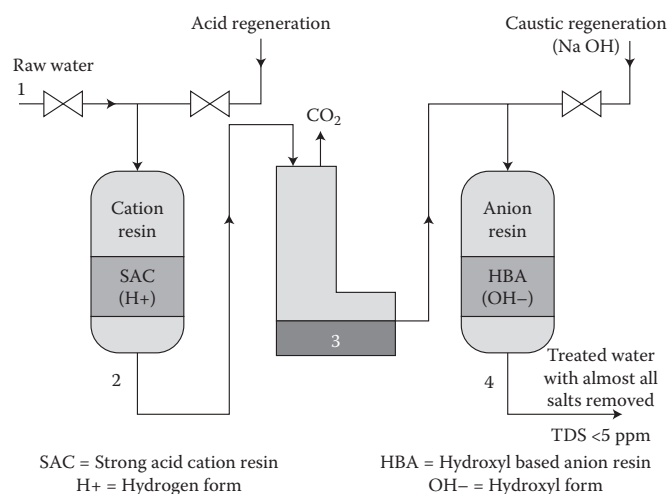 Acid regeneration
Caustic regeneration
(Na OH)
Raw water
1
CO2
Cation
resin
SAC
(H+)
Anion
resin
HBA
(OH–)
3
2
4
Treated water
with almost all
salts removed
TDS <5 ppm
SAC = Strong acid cation resin
H+ = Hydrogen form
HBA = Hydroxyl based anion resin
OH– = Hydroxyl form